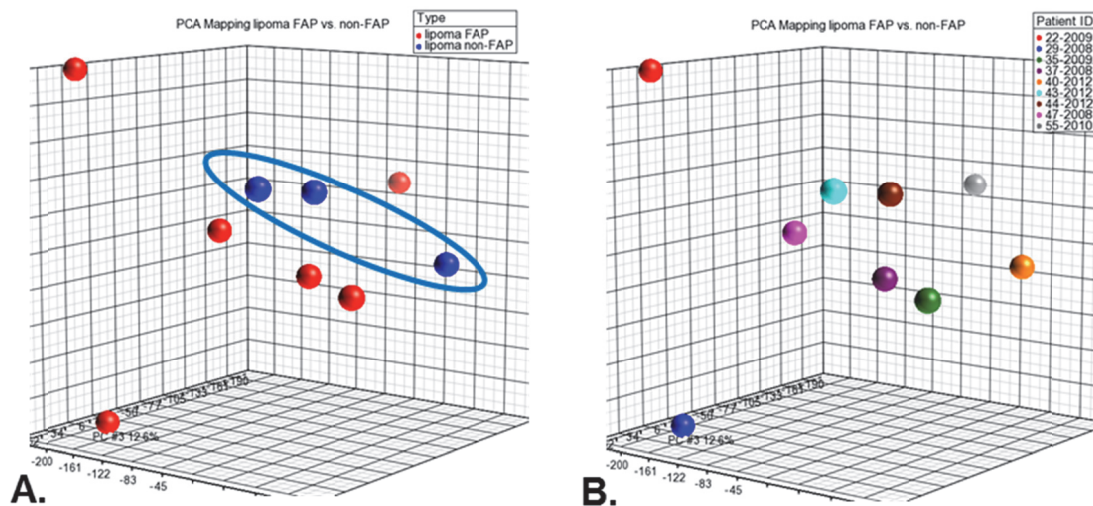 PCA Mapping lipoma FAP vs. non-FAP
Type
lipoma FAP
lipoma non-FAP
PC #3 12.6%
-200
-161
-122
-83
-45
A.
PCA Mapping lipoma FAP vs. non-FAP
Patient ID
22-2009
29-2008
35-2009
37-2008
40-2012
43-2012
44-2012
47-2008
55-2010
PC #3 12.6%
-200
-161
-122
-83
-45
B.